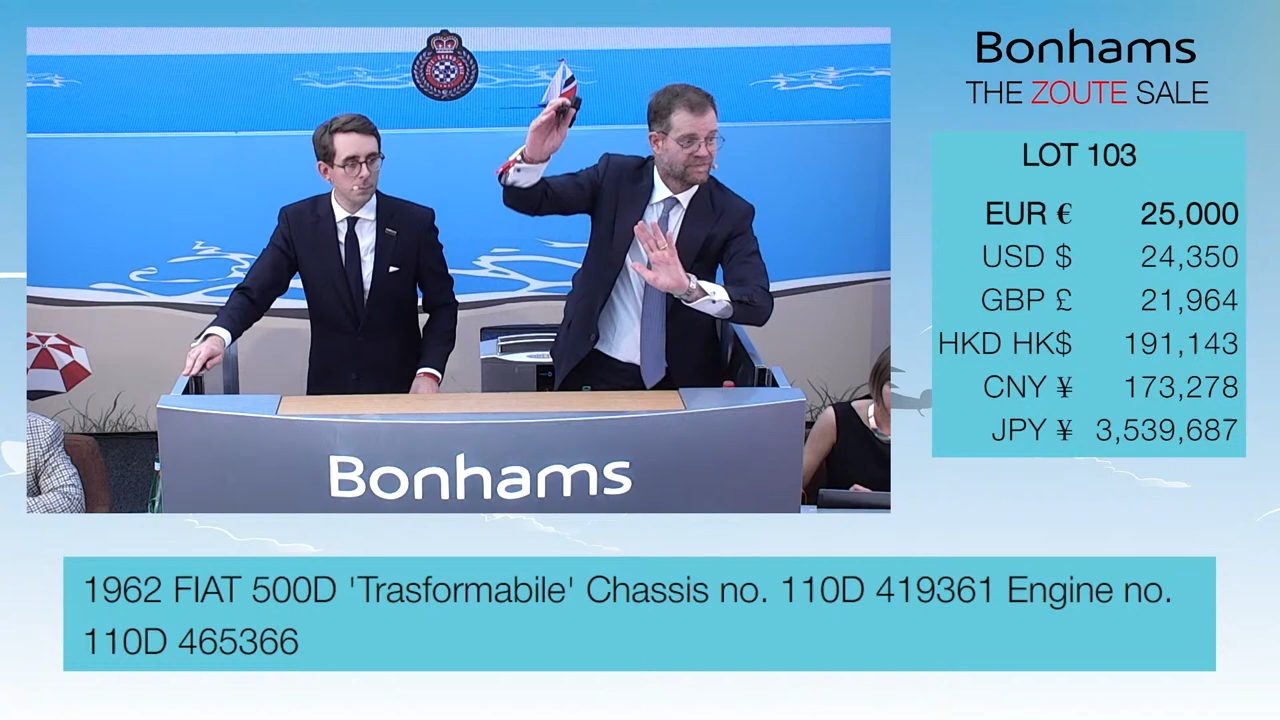 Bonhams
THE ZOUTE SALE
LOT 103
EUR € 25,000
USD $ 24,350
GBP £ 21,964
HKD HK$ 191,143
CNY ¥ 173,278
JPY ¥ 3,539,687
Bonhams
1962 FIAT 500D 'Trasformabile' Chassis no. 110D 419361 Engine no.
110D 465366